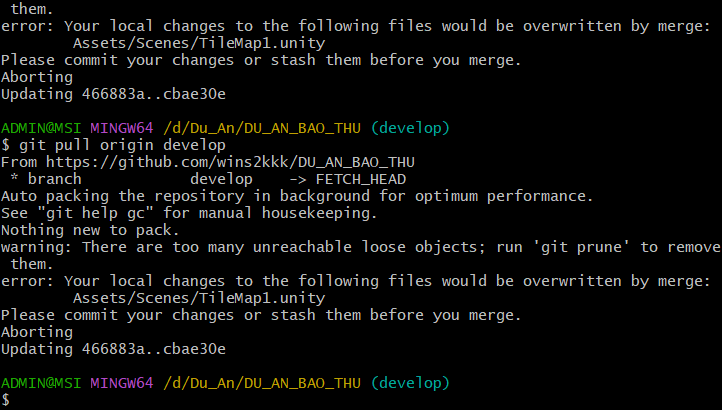 them.
error: Your local changes to the following files would be overwritten by merge:
Assets/Scenes/TileMap1.unity
Please commit your changes or stash them before you merge.
Aborting
Updating 466883a..cbae30e
ADMIN@MSI MINGW64 /d/Du_An/DU_AN_BAO_THU (develop)
$ git pull origin develop
From https://github.com/wins2kkk/DU_AN_BAO_THU
* branch            develop    -> FETCH_HEAD
Auto packing the repository in background for optimum performance.
See "git help gc" for manual housekeeping.
Nothing new to pack.
warning: There are too many unreachable loose objects; run 'git prune' to remove
them.
error: Your local changes to the following files would be overwritten by merge:
Assets/Scenes/TileMap1.unity
Please commit your changes or stash them before you merge.
Aborting
Updating 466883a..cbae30e
ADMIN@MSI MINGW64 /d/Du_An/DU_AN_BAO_THU (develop)
$